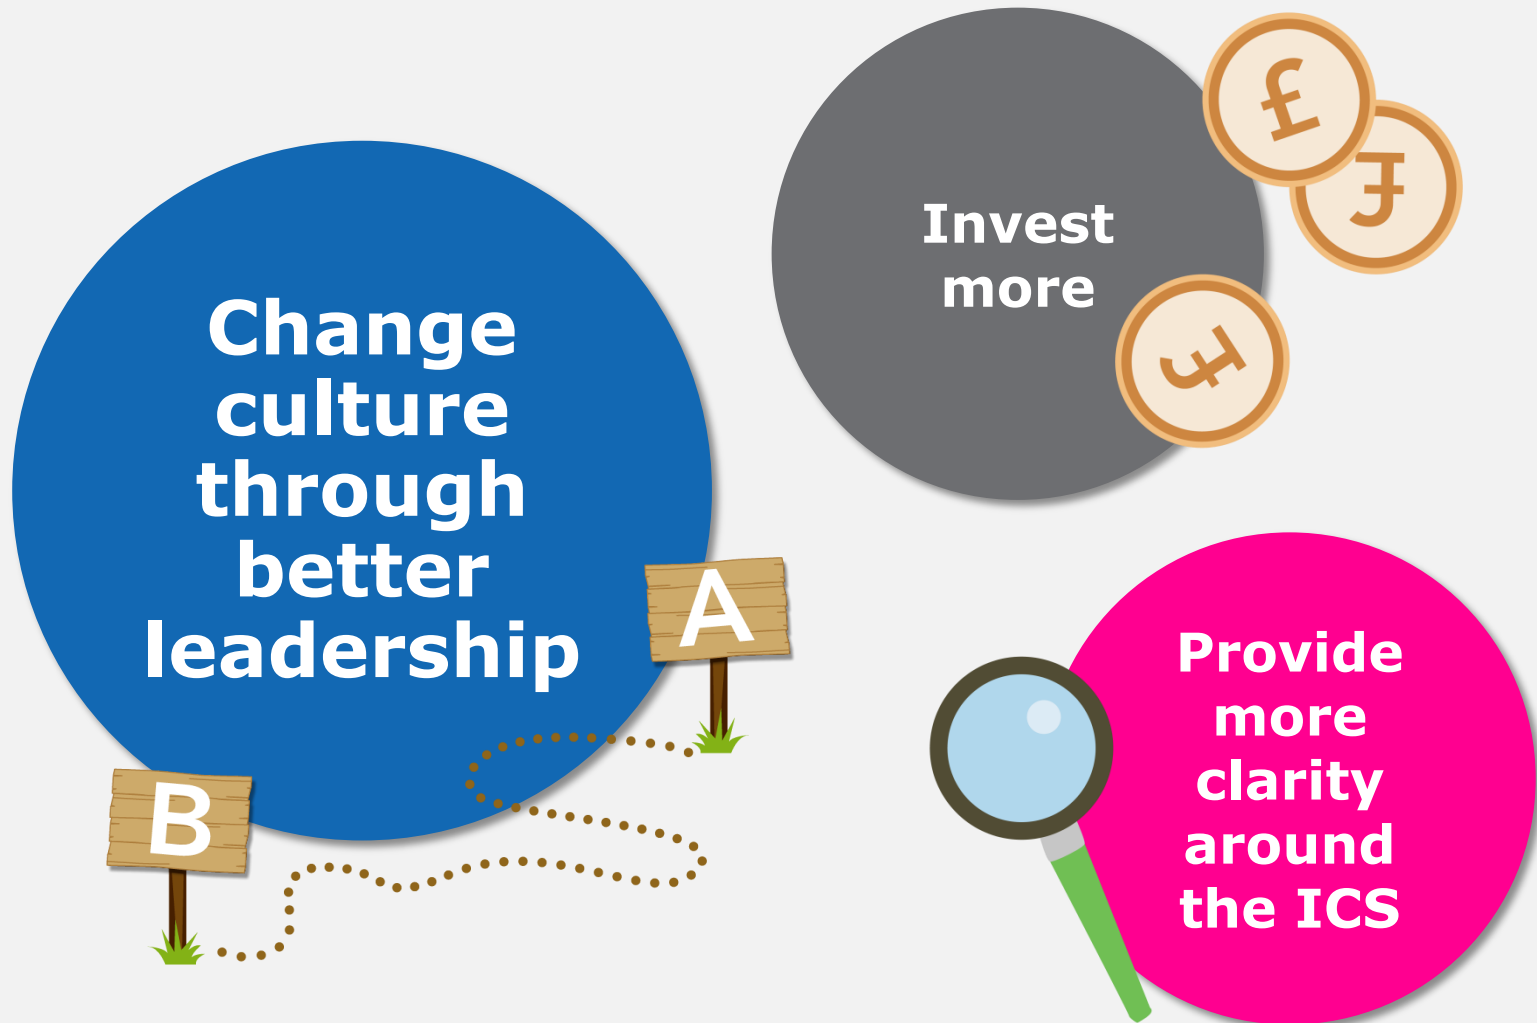 Change
culture
through
better
leadership
A
B
Invest
more
£
£
£
Provide
more
clarity
around
the ICS